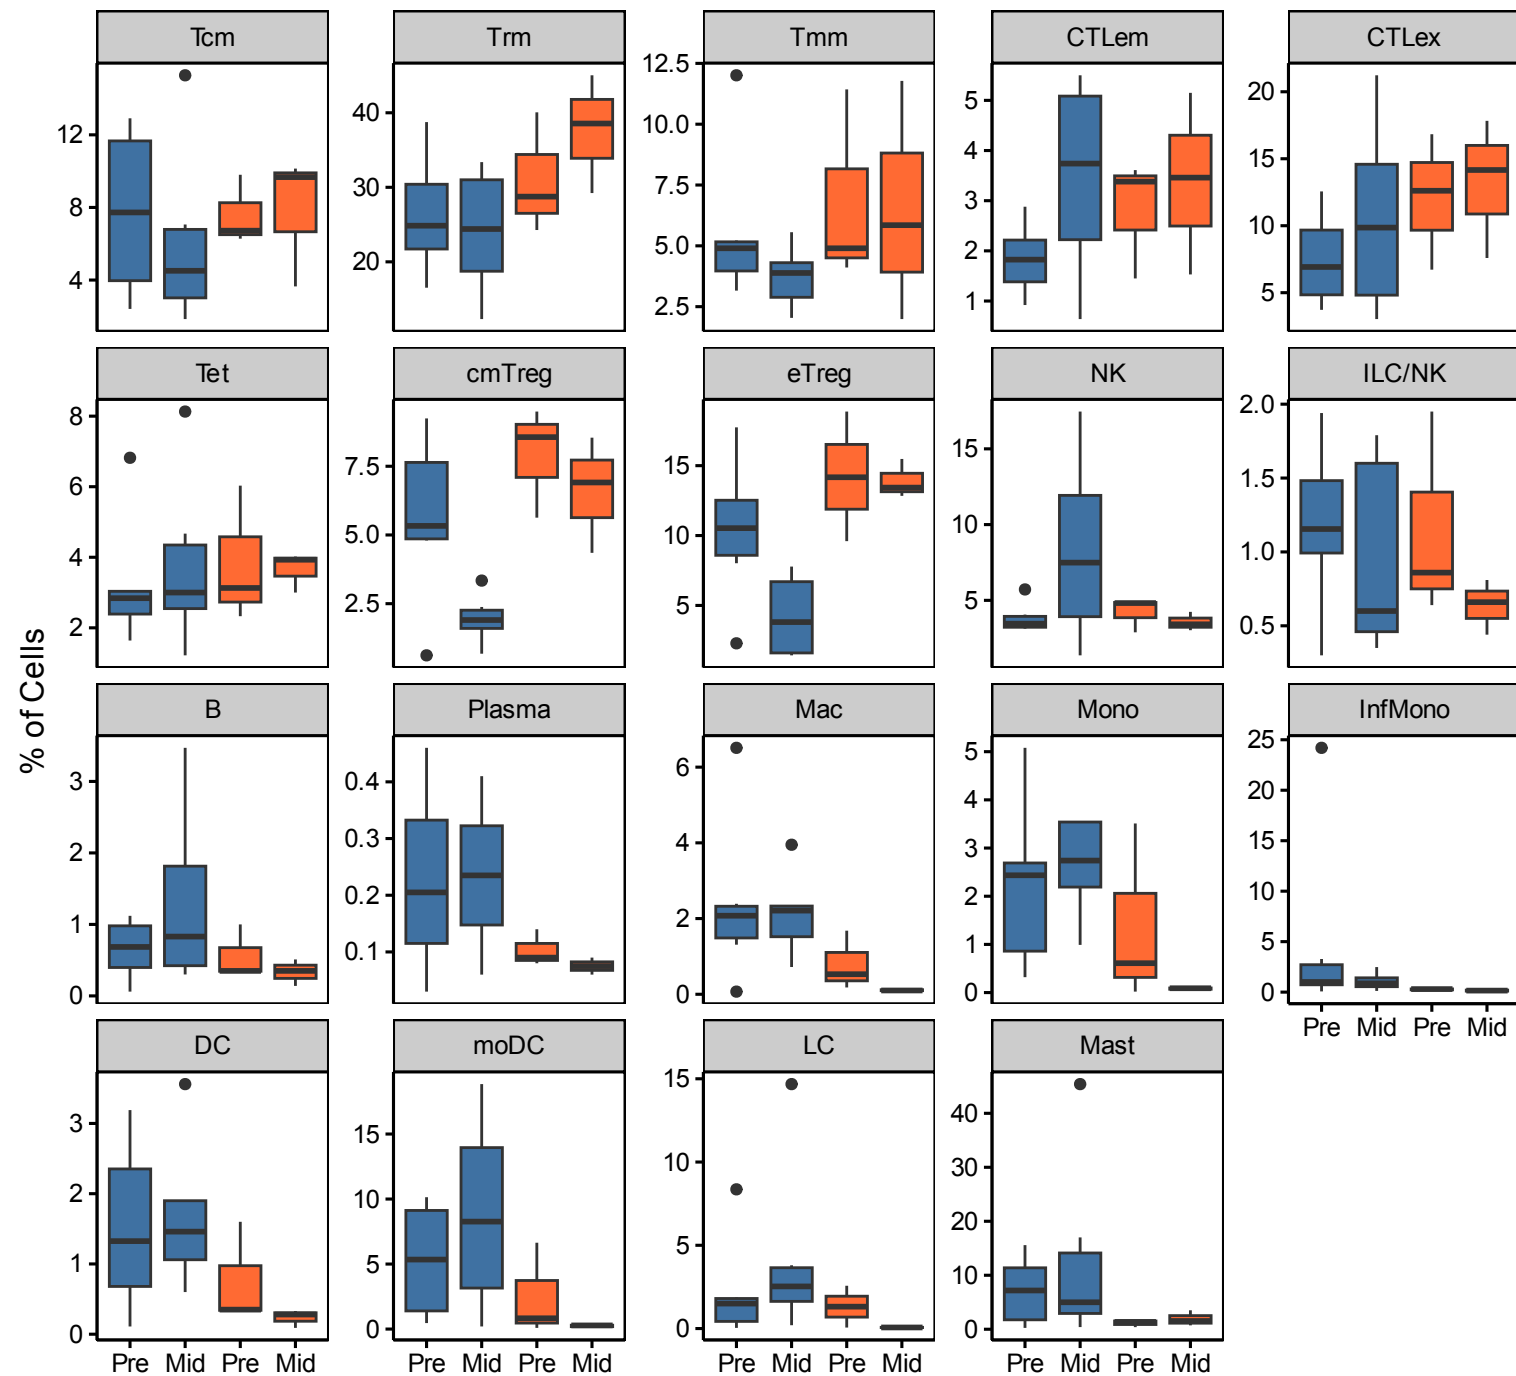 Tcm Trm Tmm CTLem CTLex
12 8 4
40 30 20
12.5 10.0 7.5 5.0 2.5
5 4 3 2 1
20 15 10 5
Tet cmTreg eTreg NK ILC/NK
8 6 4 2
7.5 5.0 2.5
15 10 5
15 10 5
2.0 1.5 1.0 0.5
% of Cells
B Plasma Mac Mono InfMono
3 2 1 0
0.4 0.3 0.2 0.1
6 4 2 0
5 4 3 2 1 0
25 20 15 10 5 0
Pre Mid Pre Mid
DC moDC LC Mast
3 2 1 0
15 10 5 0
15 10 5 0
40 30 20 10 0
Pre Mid Pre Mid Pre Mid Pre Mid Pre Mid Pre Mid Pre Mid Pre Mid